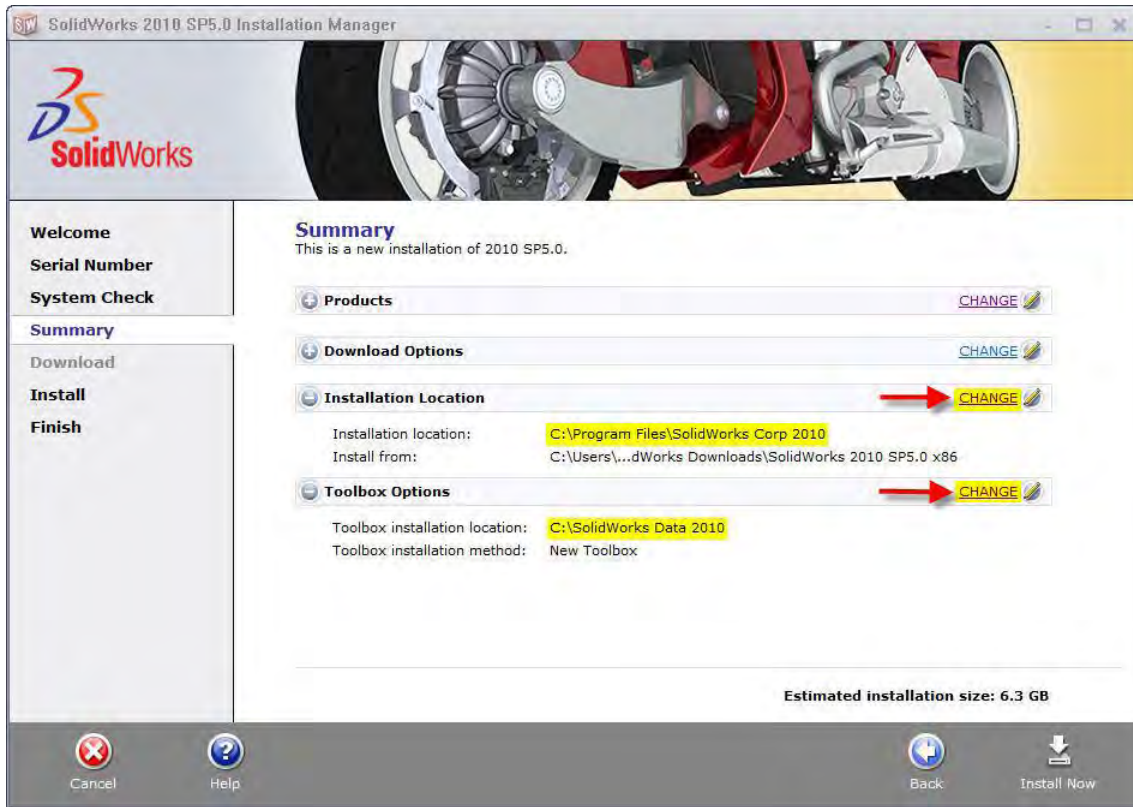 SolidWorks 2010 SP5.0 Installation Manager
SolidWorks
Welcome
Serial Number
System Check
Summary
Download
Install
Finish
Summary
This is a new installation of 2010 SP5.0.
Products CHANGE
Download Options CHANGE
Installation Location CHANGE
Installation location: C:\Program Files\SolidWorks Corp 2010
Install from: C:\Users\...dWorks Downloads\SolidWorks 2010 SP5.0 x86
Toolbox Options CHANGE
Toolbox installation location: C:\SolidWorks Data 2010
Toolbox installation method: New Toolbox
Estimated installation size: 6.3 GB
Cancel Help Back Install Now